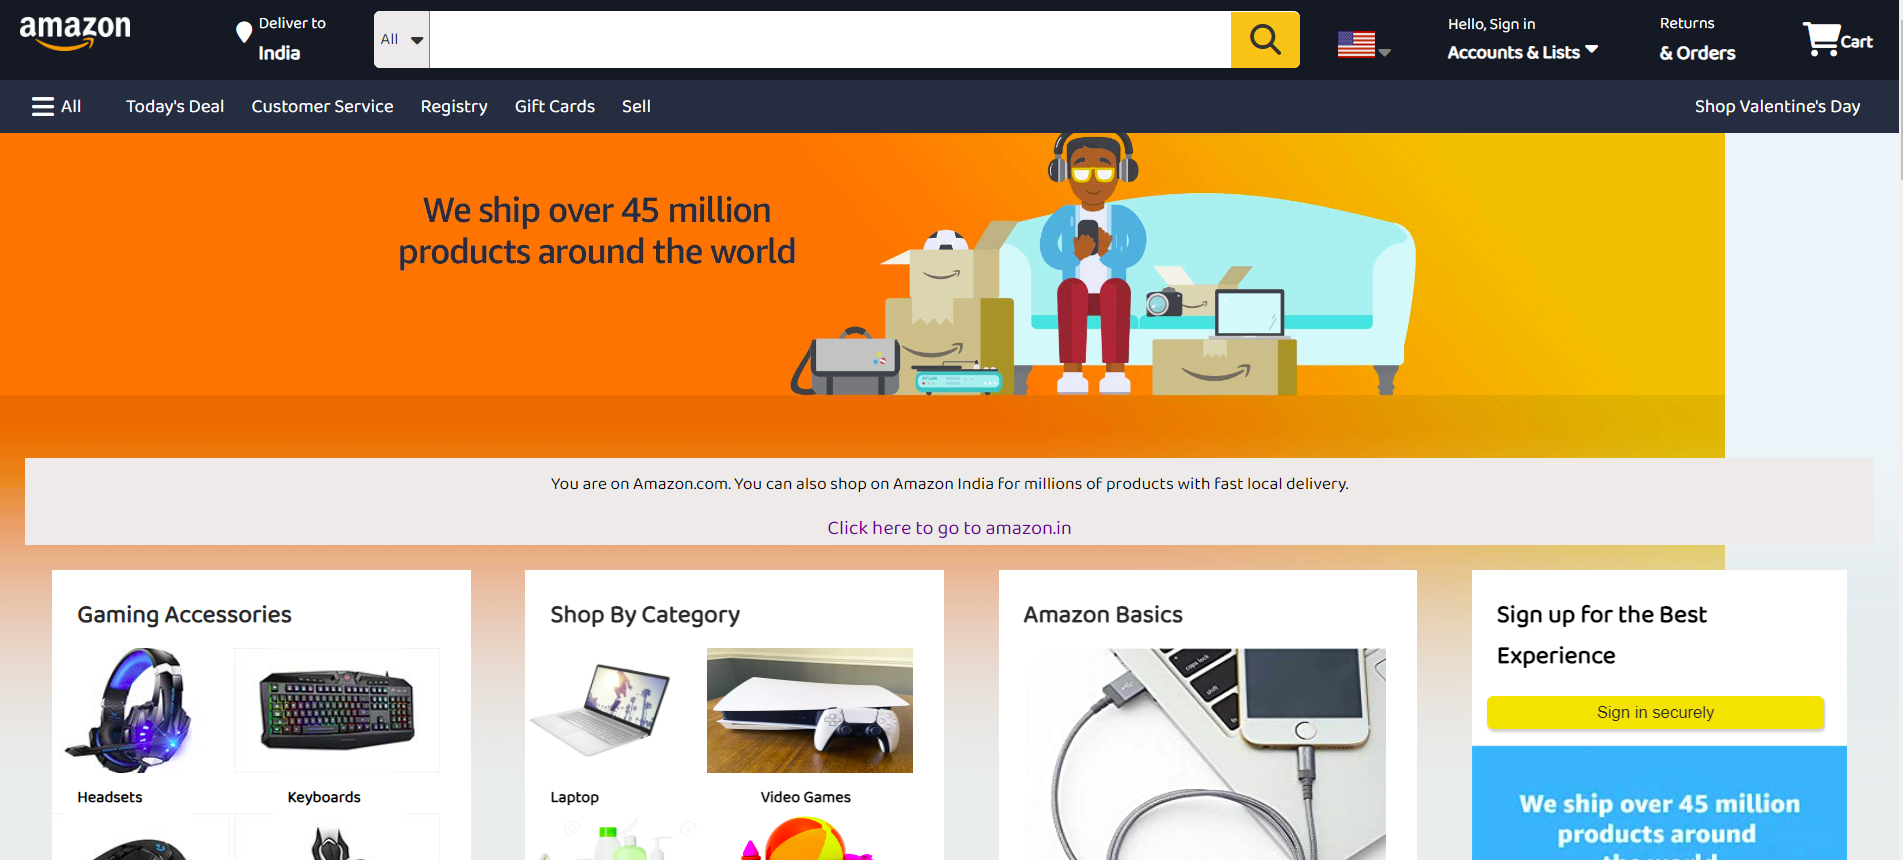 amazon
Deliver to
India
All
Hello, Sign in
Accounts & Lists
Returns
& Orders
Cart
All
Today's Deal
Customer Service
Registry
Gift Cards
Sell
Shop Valentine's Day
We ship over 45 million
products around the world
You are on Amazon.com. You can also shop on Amazon India for millions of products with fast local delivery.
Click here to go to amazon.in
Gaming Accessories
Headsets
Keyboards
Shop By Category
Laptop
Video Games
Amazon Basics
caps lock
shift
Sign up for the Best
Experience
Sign in securely
We ship over 45 million
products around